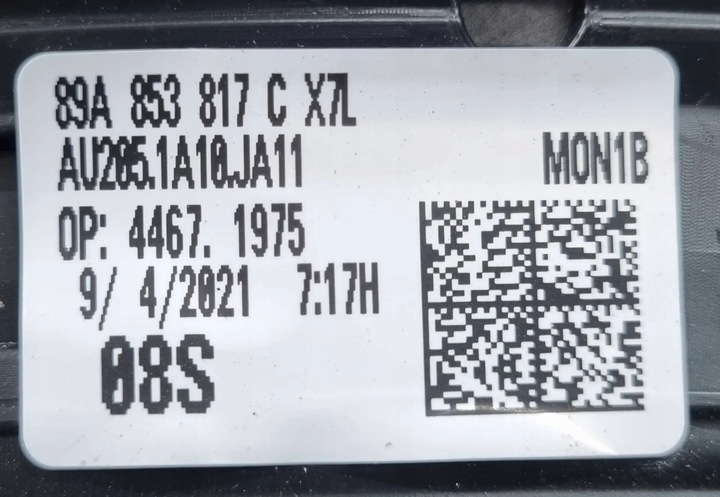 89A 853 817 C X7L
AU205.1A10.JA11 MON1B
OP: 4467. 1975
9/ 4/2021 7:17H
08S